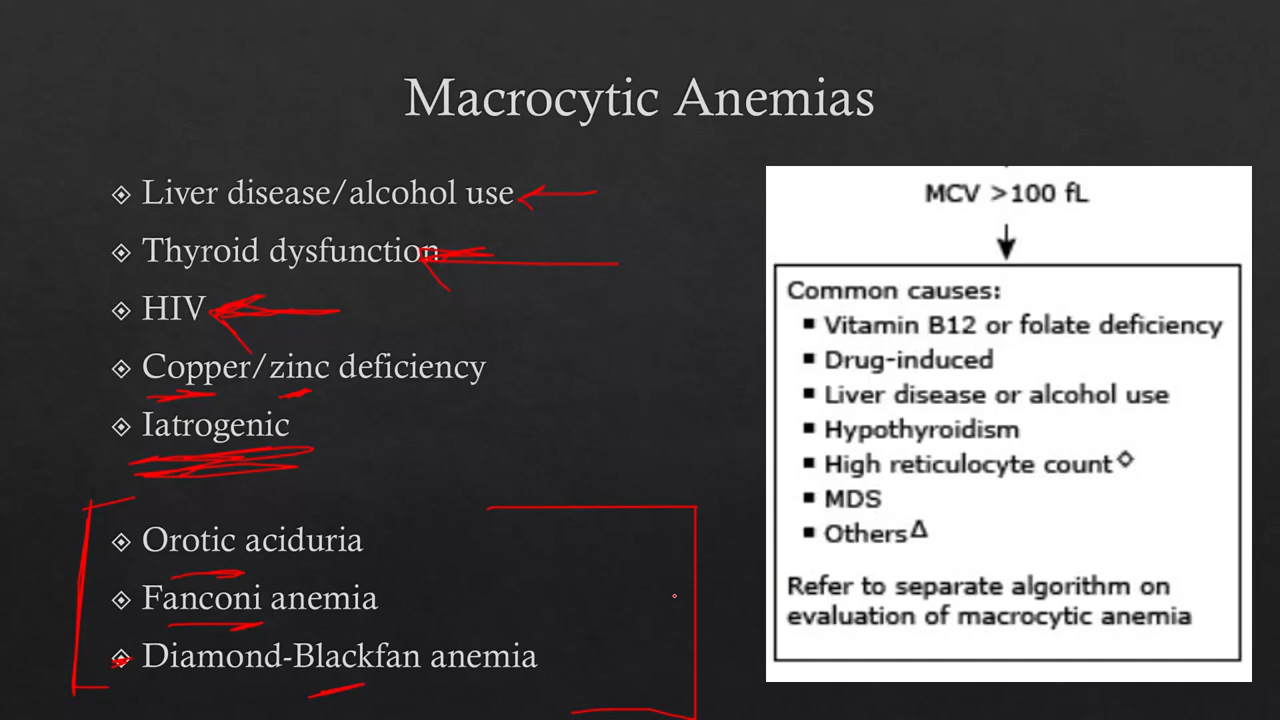 Macrocytic Anemias
Liver disease/alcohol use
Thyroid dysfunction
HIV
Copper/zinc deficiency
Iatrogenic
Orotic aciduria
Fanconi anemia
Diamond-Blackfan anemia
MCV >100 fL
Common causes:
▪ Vitamin B12 or folate deficiency
▪ Drug-induced
▪ Liver disease or alcohol use
▪ Hypothyroidism
▪ High reticulocyte count◇
▪ MDS
▪ OthersΔ
Refer to separate algorithm on
evaluation of macrocytic anemia